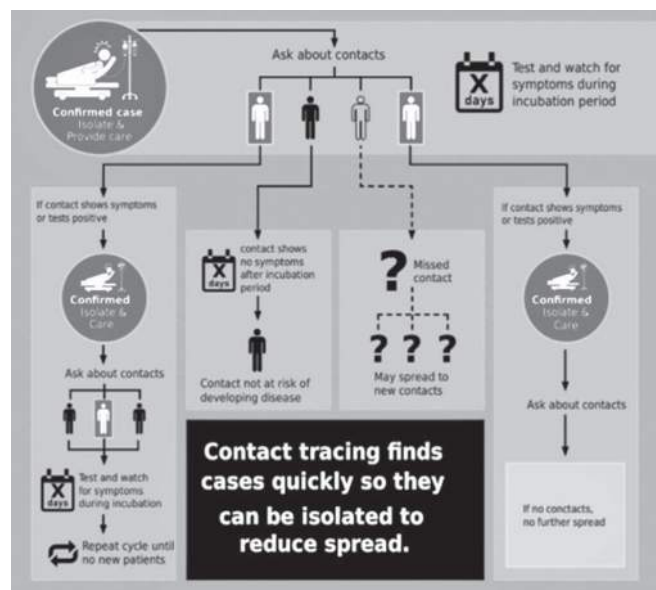 Confirmed case
Isolate &
Provide care
Ask about contacts
X
days
Test and watch for
symptoms during
incubation period
If contact shows symptoms
or tests positive
Confirmed
Isolate &
Care
Ask about contacts
X
days
Test and watch
for symptoms
during incubation
Repeat cycle until
no new patients
X
days
contact shows
no symptoms
after incubation
period
Contact not at risk of
developing disease
?
Missed
contact
? ? ?
May spread to
new contacts
Contact tracing finds
cases quickly so they
can be isolated to
reduce spread.
If contact shows symptoms
or tests positive
Confirmed
Isolate &
Care
Ask about contacts
If no conctacts,
no further spread